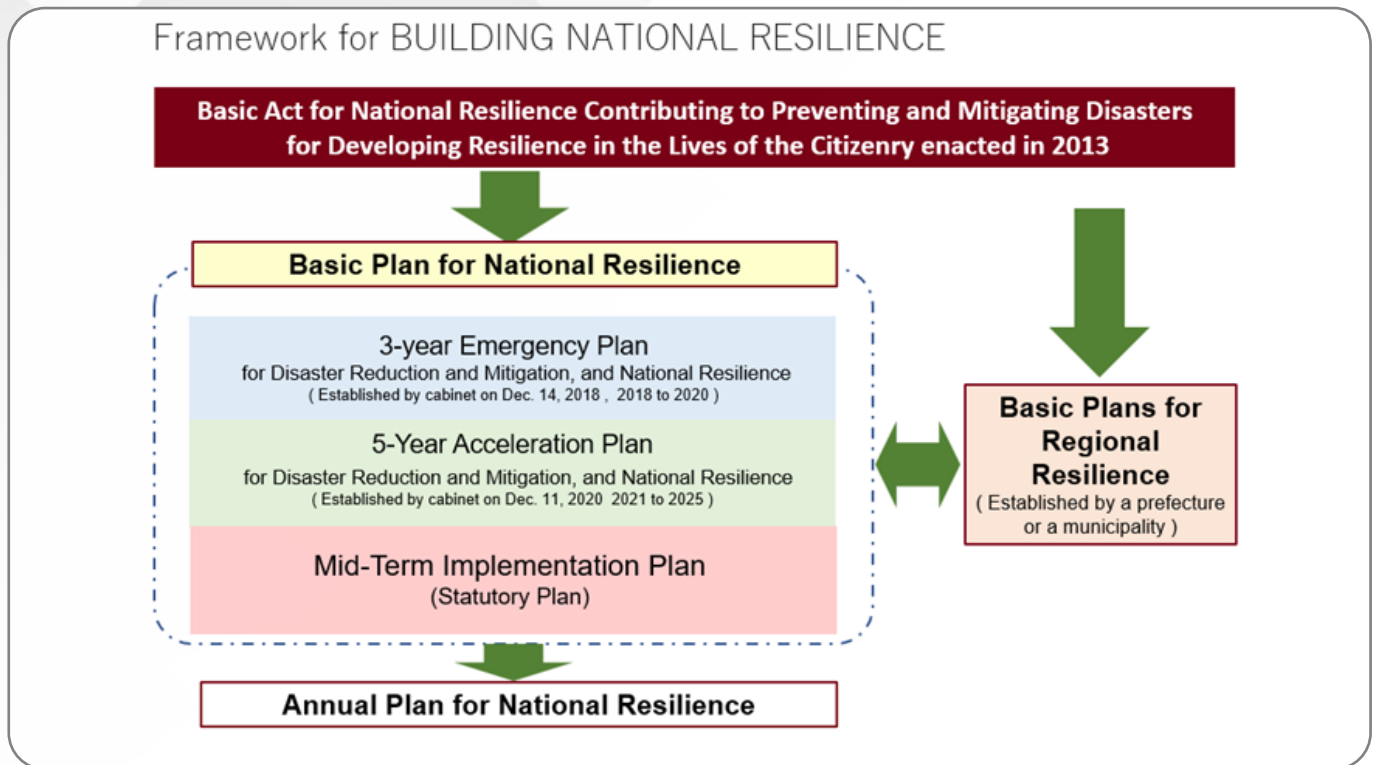 Framework for BUILDING NATIONAL RESILIENCE
Basic Act for National Resilience Contributing to Preventing and Mitigating Disasters
for Developing Resilience in the Lives of the Citizenry enacted in 2013
Basic Plan for National Resilience
3-year Emergency Plan
for Disaster Reduction and Mitigation, and National Resilience
( Established by cabinet on Dec. 14, 2018 , 2018 to 2020 )
5-Year Acceleration Plan
for Disaster Reduction and Mitigation, and National Resilience
( Established by cabinet on Dec. 11, 2020 2021 to 2025 )
Mid-Term Implementation Plan
(Statutory Plan)
Annual Plan for National Resilience
Basic Plans for
Regional
Resilience
( Established by a prefecture
or a municipality )